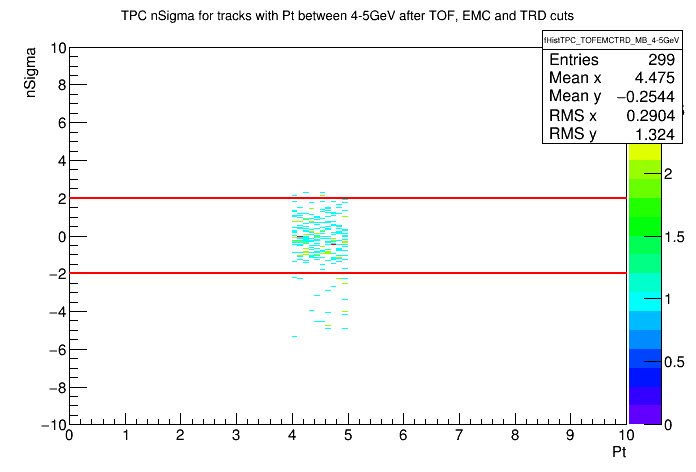 TPC nSigma for tracks with Pt between 4-5GeV after TOF, EMC and TRD cuts
fHistTPC_TOFEMCTRD_MB_4-5GeV
Entries 299
Mean x 4.475
Mean y −0.2544
RMS x 0.2904
RMS y 1.324
nSigma
10
8
6
4
2
0
−2
−4
−6
−8
−10
0 1 2 3 4 5 6 7 8 9 10
Pt
2
1.5
1
0.5
0